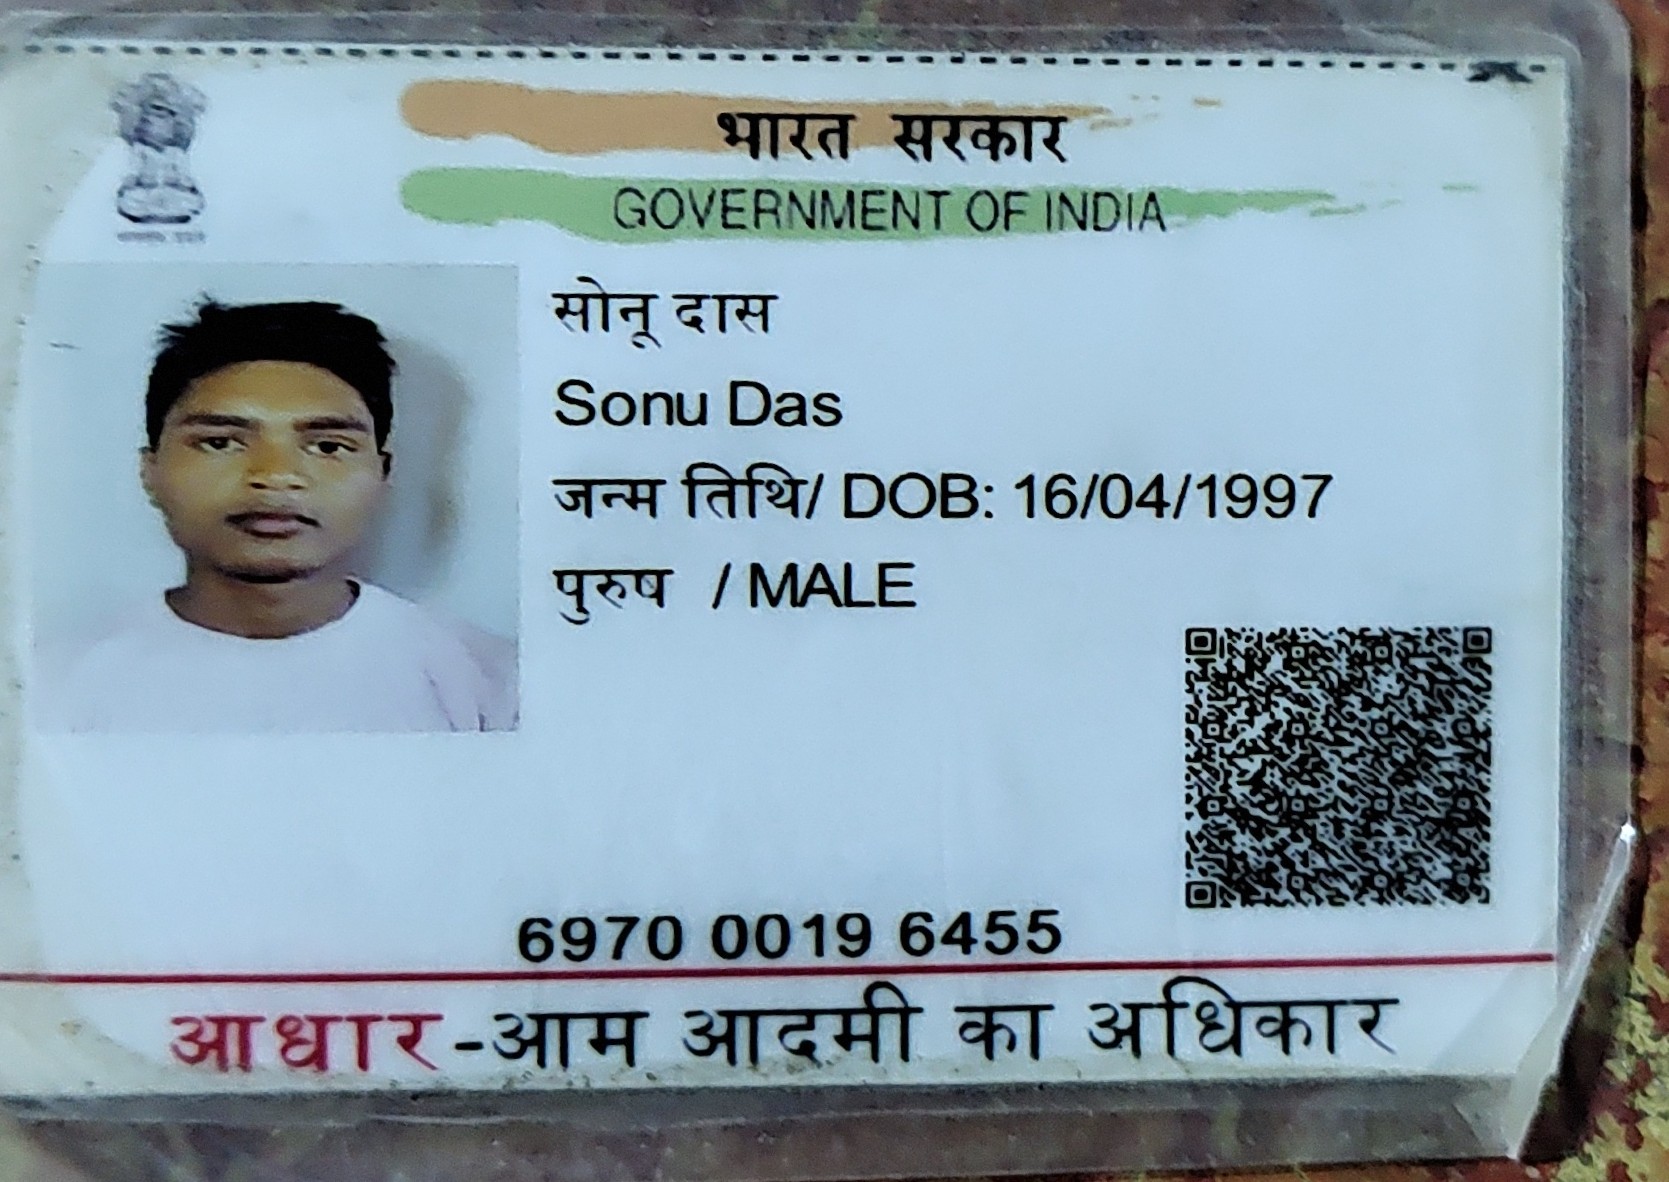 भारत सरकार
GOVERNMENT OF INDIA
सोनू दास
Sonu Das
जन्म तिथि/ DOB: 16/04/1997
पुरुष / MALE
6970 0019 6455
आधार-आम आदमी का अधिकार